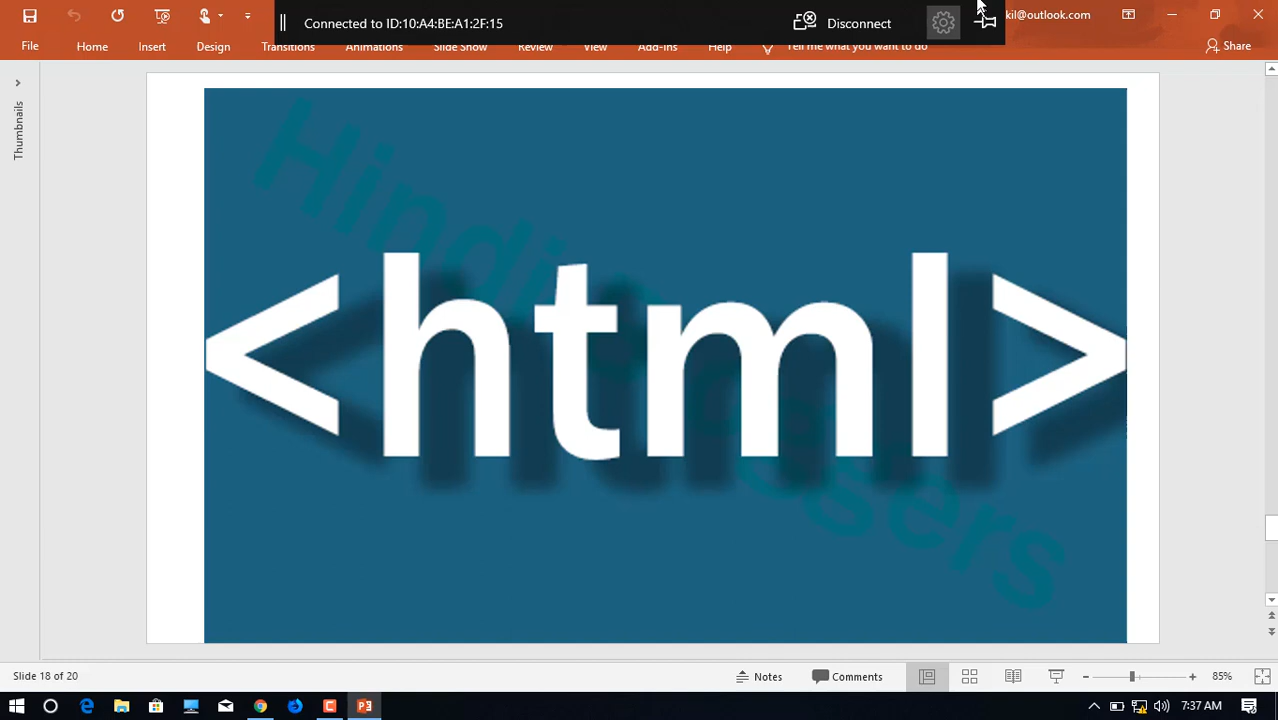 Connected to ID:10:A4:BE:A1:2F:15
Disconnect
kil@outlook.com
File
Home
Insert
Design
Transitions
Animations
Slide Show
Review
View
Add-ins
Help
Tell me what you want to do
Share
Thumbnails
<html>
Slide 18 of 20
Notes
Comments
85%
7:37 AM